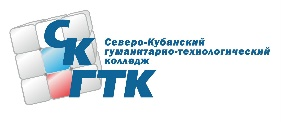 СК
ГТК
Северо-Кубанский
гуманитарно-технологический
колледж